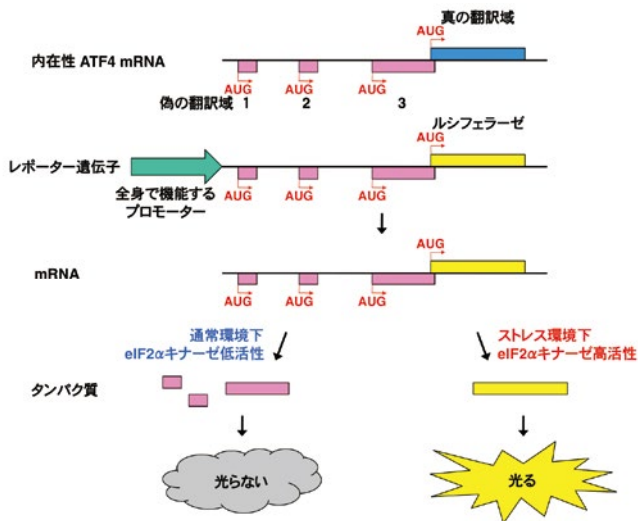 真の翻訳域
内在性 ATF4 mRNA
AUG
AUG AUG AUG
偽の翻訳域 1 2 3
ルシフェラーゼ
AUG
レポーター遺伝子
全身で機能する
プロモーター
AUG AUG AUG
AUG
mRNA
AUG AUG AUG
通常環境下
eIF2αキナーゼ低活性
ストレス環境下
eIF2αキナーゼ高活性
タンパク質
光らない
光る